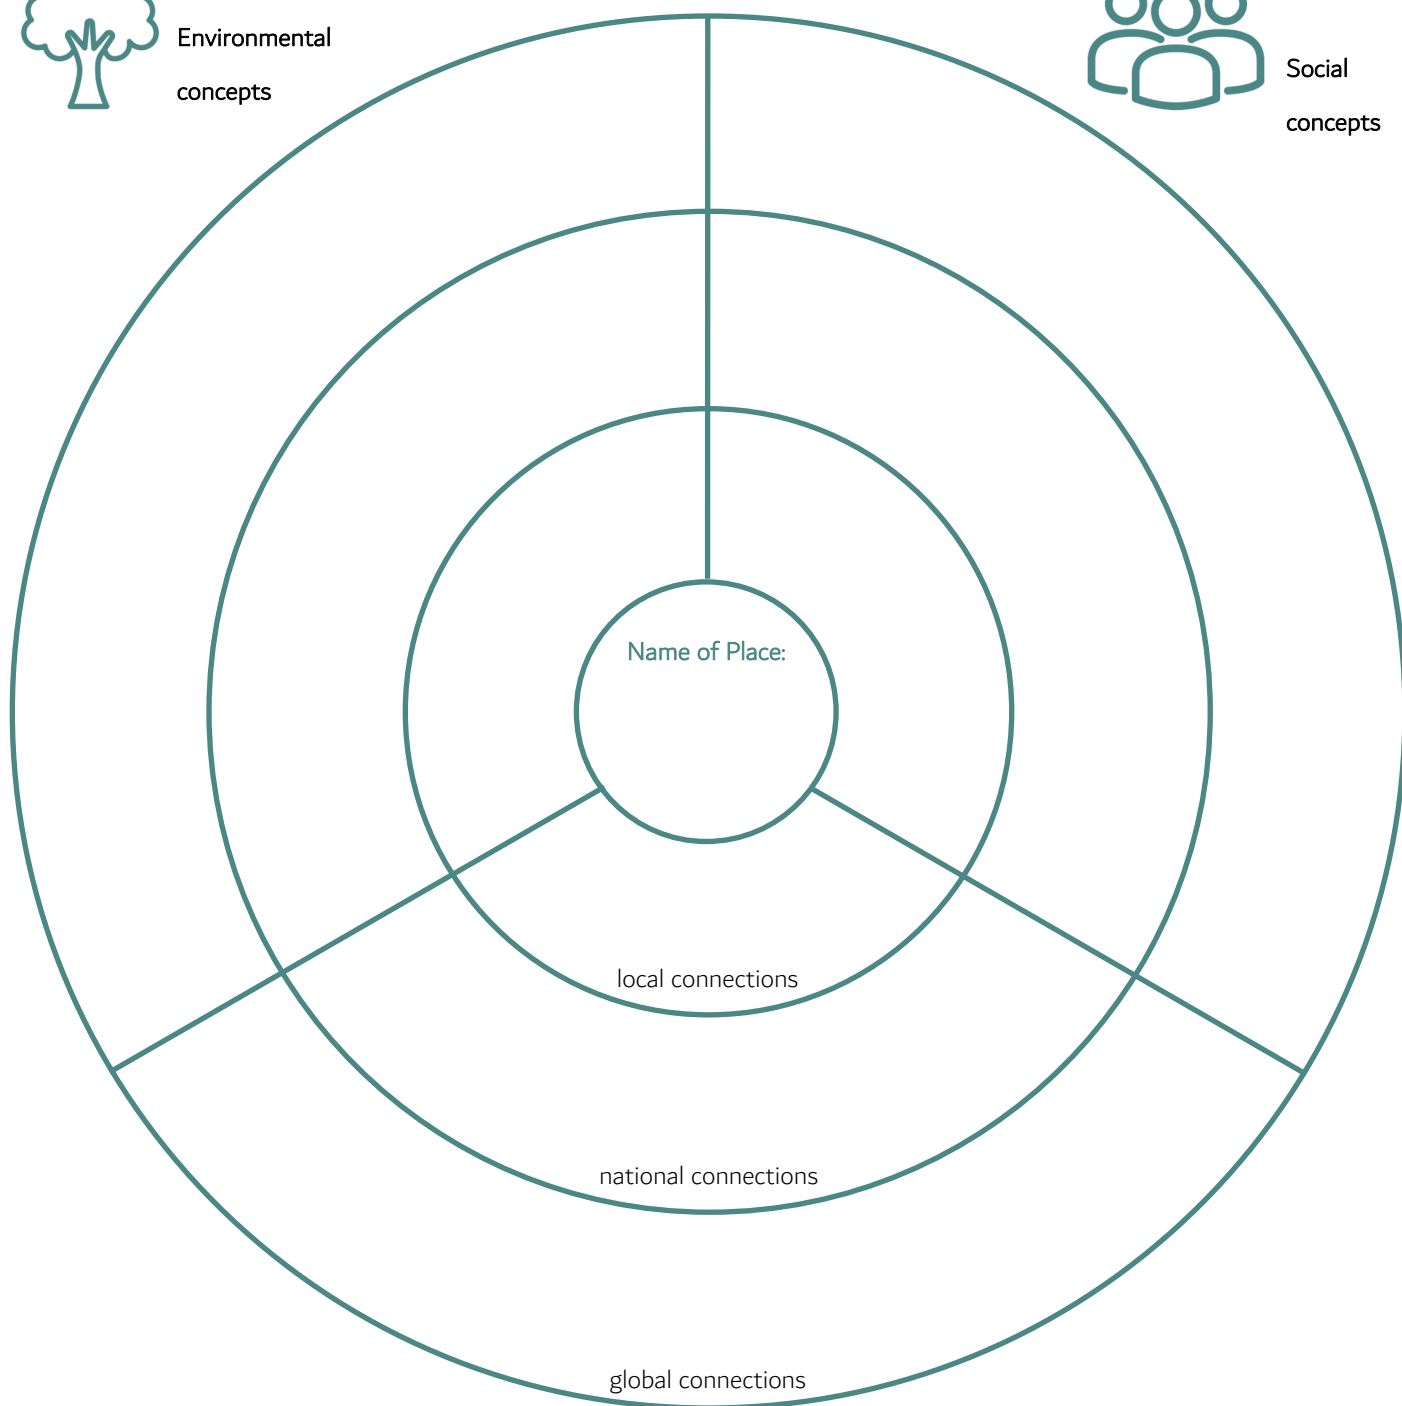 Environmental
concepts
Social
concepts
Name of Place:
local connections
national connections
global connections